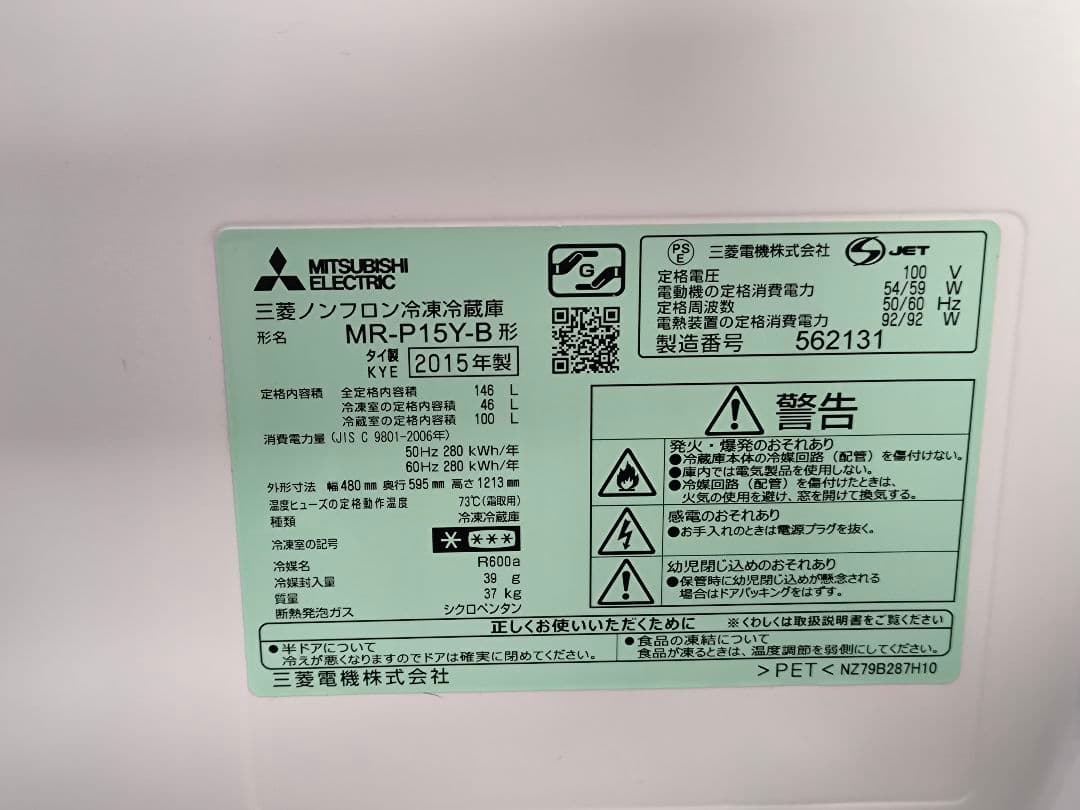 MITSUBISHI
ELECTRIC
三菱ノンフロン冷凍冷蔵庫
形名 MR-P15Y-B 形
タイ製
KYE 2015年製
定格内容積 全定格内容積 146 L
冷凍室の定格内容積 46 L
冷蔵室の定格内容積 100 L
消費電力量 (JIS C 9801-2006年)
50Hz 280 kWh/年
60Hz 280 kWh/年
外形寸法 幅480mm 奥行595mm 高さ1213mm
温度ヒューズの定格動作温度 73℃(霜取用)
種類 冷凍冷蔵庫
冷凍室の記号
冷媒名 R600a
冷媒封入量 39 g
質量 37 kg
断熱発泡ガス シクロペンタン
G
PS
E
三菱電機株式会社
JET
定格電圧 100 V
電動機の定格消費電力 54/59 W
定格周波数 50/60 Hz
電熱装置の定格消費電力 92/92 W
製造番号 562131
警告
発火・爆発のおそれあり
●冷蔵庫本体の冷媒回路(配管)を傷付けない。
●庫内では電気製品を使用しない。
●冷媒回路(配管)を傷付けたときは、
火気の使用を避け、窓を開けて換気する。
感電のおそれあり
●お手入れのときは電源プラグを抜く。
幼児閉じ込めのおそれあり
●保管時に幼児閉じ込めが懸念される
場合はドアパッキングをはずす。
正しくお使いいただくために ※くわしくは取扱説明書をご覧ください
●半ドアについて
冷えが悪くなりますのでドアは確実に閉めてください。
●食品の凍結について
食品が凍るときは、温度調節を弱側にしてください。
三菱電機株式会社
>PET< NZ79B287H10